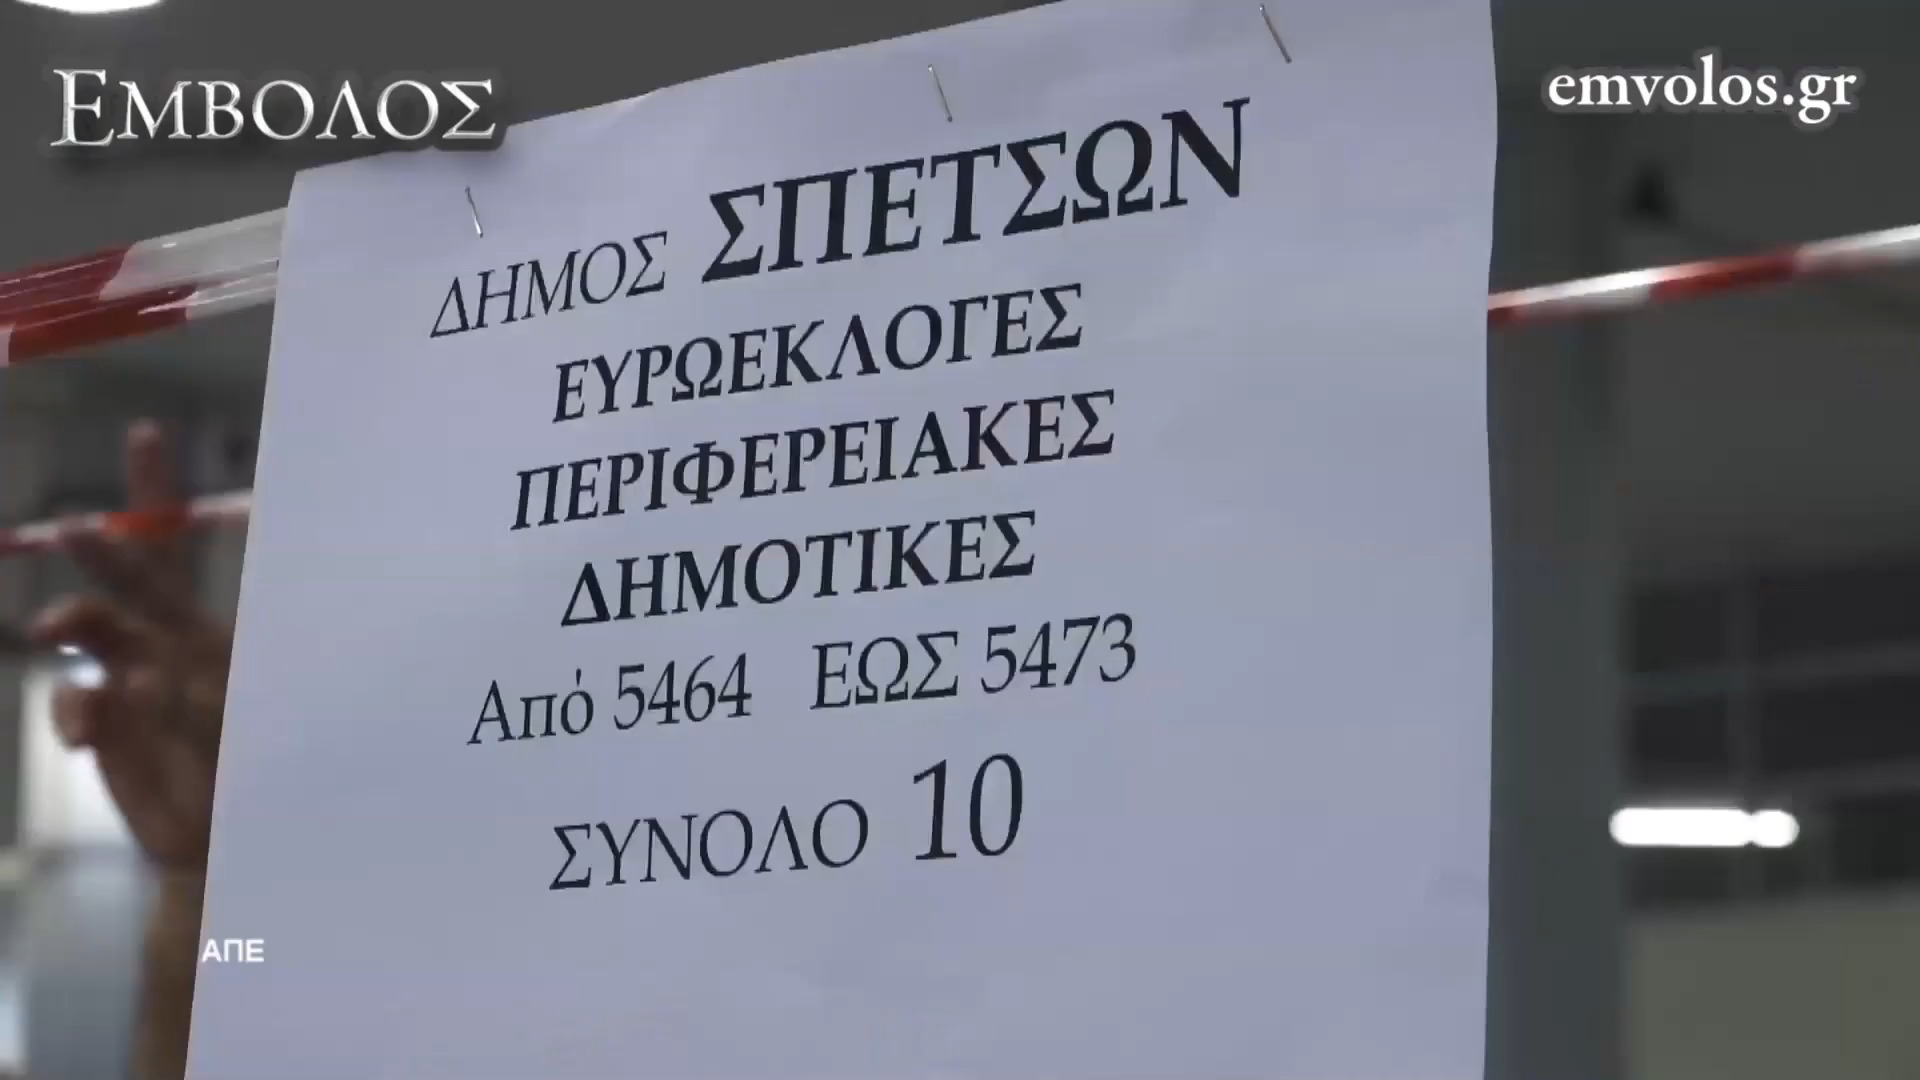 ΕΜΒΟΛΟΣ
emvolos.gr
ΔΗΜΟΣ ΣΠΕΤΣΩΝ
ΕΥΡΩΕΚΛΟΓΕΣ
ΠΕΡΙΦΕΡΕΙΑΚΕΣ
ΔΗΜΟΤΙΚΕΣ
Από 5464 ΕΩΣ 5473
ΣΥΝΟΛΟ 10
ΑΠΕ